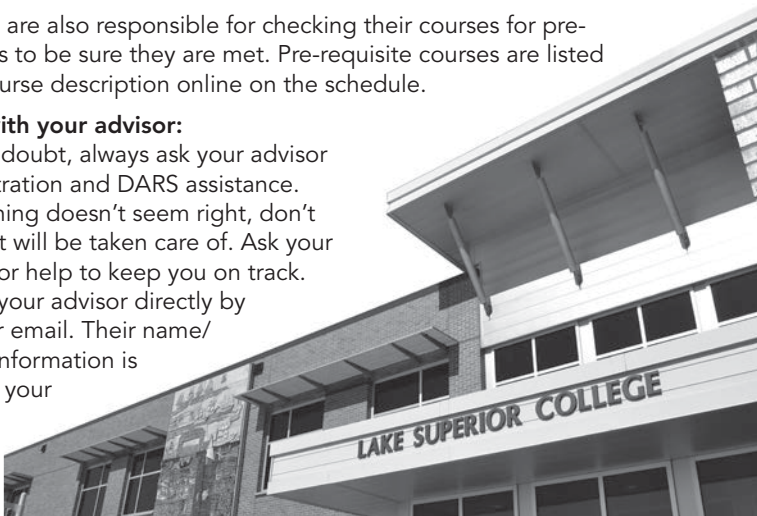 are also responsible for checking their courses for pre-
s to be sure they are met. Pre-requisite courses are listed
urse description online on the schedule.
ith your advisor:
doubt, always ask your advisor
tration and DARS assistance.
ning doesn't seem right, don't
t will be taken care of. Ask your
or help to keep you on track.
your advisor directly by
r email. Their name/
nformation is
your
LAKE SUPERIOR COLLEGE